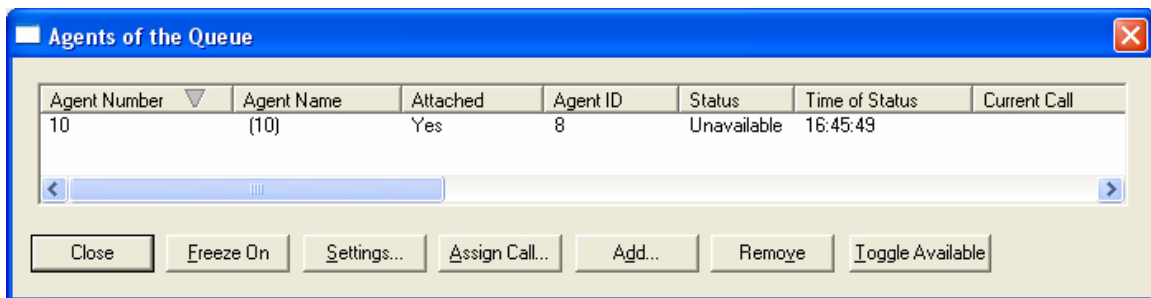 Agents of the Queue
Agent Number Agent Name Attached Agent ID Status Time of Status Current Call
10 (10) Yes 8 Unavailable 16:45:49
Close Freeze On Settings... Assign Call... Add... Remove Toggle Available